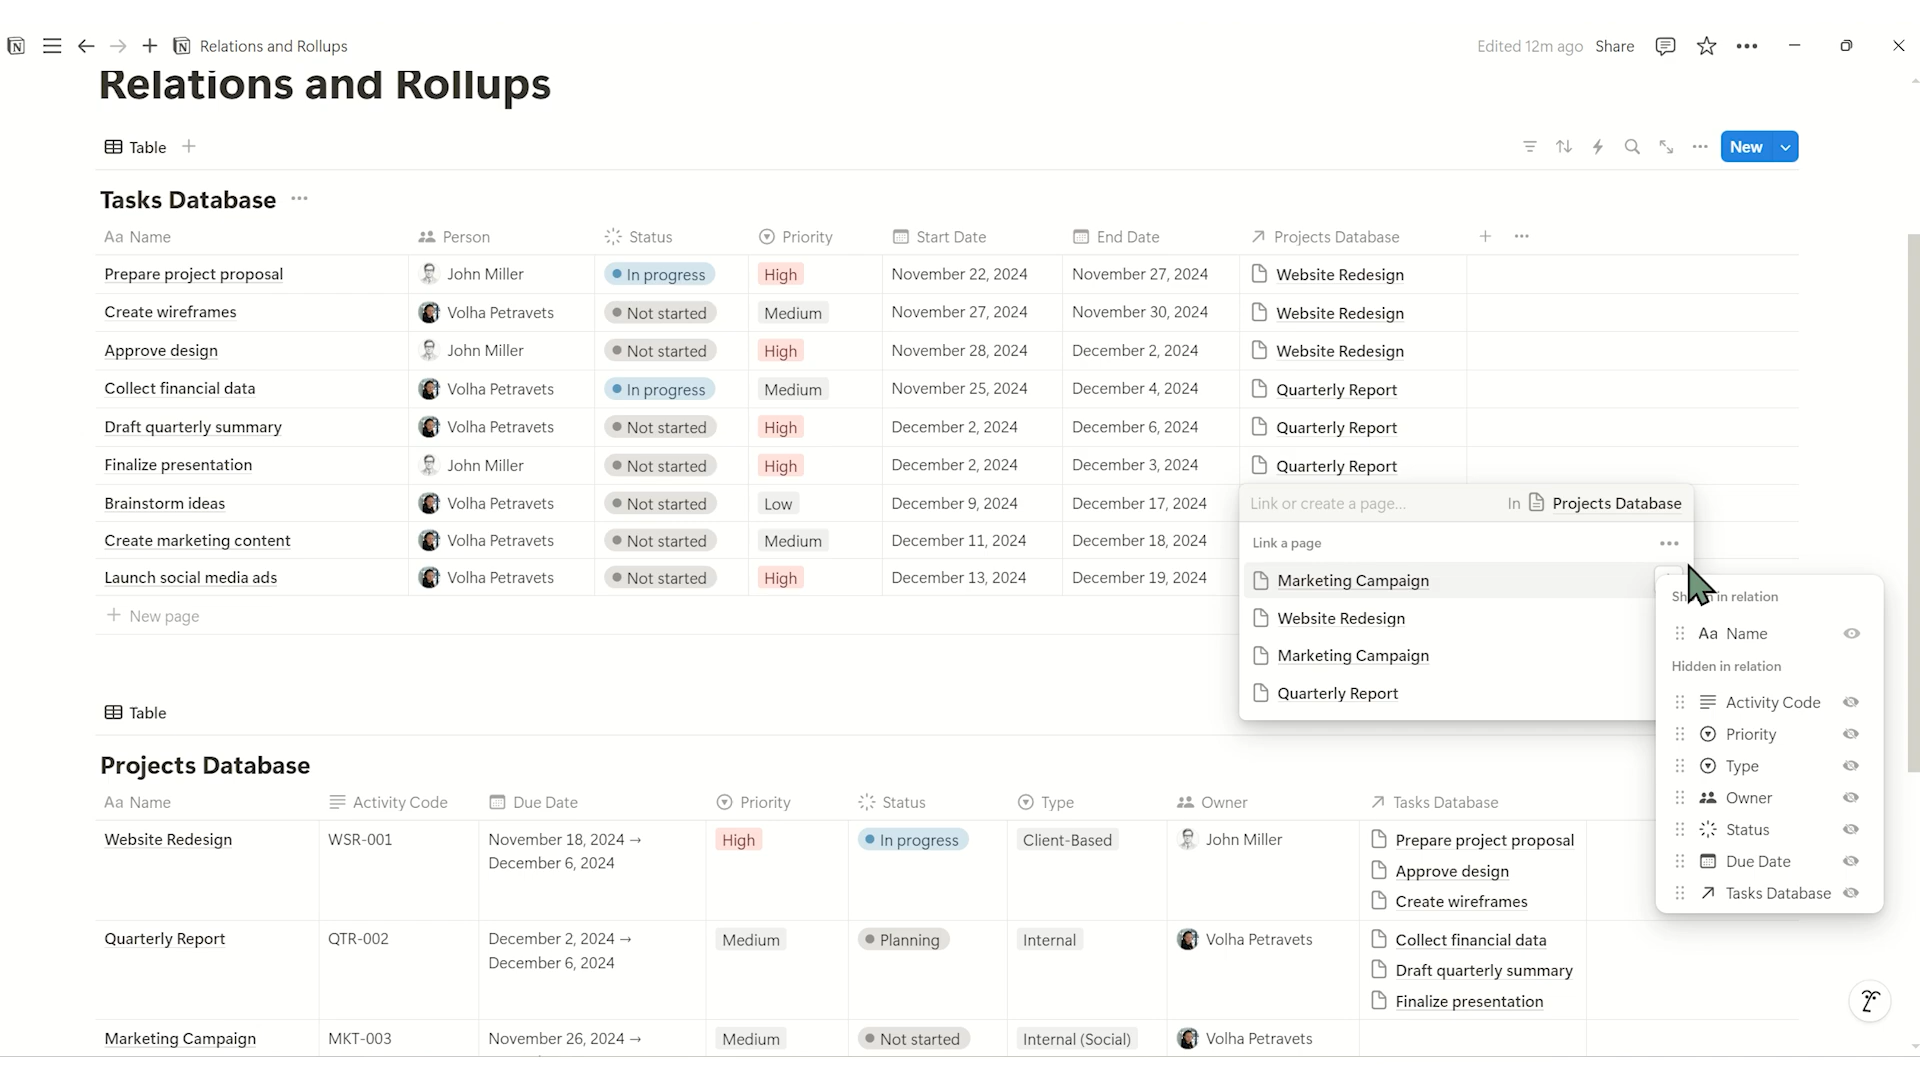 Relations and Rollups
Edited 12m ago Share
Relations and Rollups
Table
New
Tasks Database
Aa Name Person Status Priority Start Date End Date Projects Database
Prepare project proposal John Miller In progress High November 22, 2024 November 27, 2024 Website Redesign
Create wireframes Volha Petravets Not started Medium November 27, 2024 November 30, 2024 Website Redesign
Approve design John Miller Not started High November 28, 2024 December 2, 2024 Website Redesign
Collect financial data Volha Petravets In progress Medium November 25, 2024 December 4, 2024 Quarterly Report
Draft quarterly summary Volha Petravets Not started High December 2, 2024 December 6, 2024 Quarterly Report
Finalize presentation John Miller Not started High December 2, 2024 December 3, 2024 Quarterly Report
Brainstorm ideas Volha Petravets Not started Low December 9, 2024 December 17, 2024
Create marketing content Volha Petravets Not started Medium December 11, 2024 December 18, 2024
Launch social media ads Volha Petravets Not started High December 13, 2024 December 19, 2024
New page
Link or create a page... In Projects Database
Link a page
Marketing Campaign
Website Redesign
Marketing Campaign
Quarterly Report
in relation
Aa Name
Hidden in relation
Activity Code
Priority
Type
Owner
Status
Due Date
Tasks Database
Table
Projects Database
Aa Name Activity Code Due Date Priority Status Type Owner Tasks Database
Website Redesign WSR-001 November 18, 2024 → High In progress Client-Based John Miller Prepare project proposal
December 6, 2024
Approve design
Create wireframes
Quarterly Report QTR-002 December 2, 2024 → Medium Planning Internal Volha Petravets Collect financial data
December 6, 2024
Draft quarterly summary
Finalize presentation
Marketing Campaign MKT-003 November 26, 2024 → Medium Not started Internal (Social) Volha Petravets